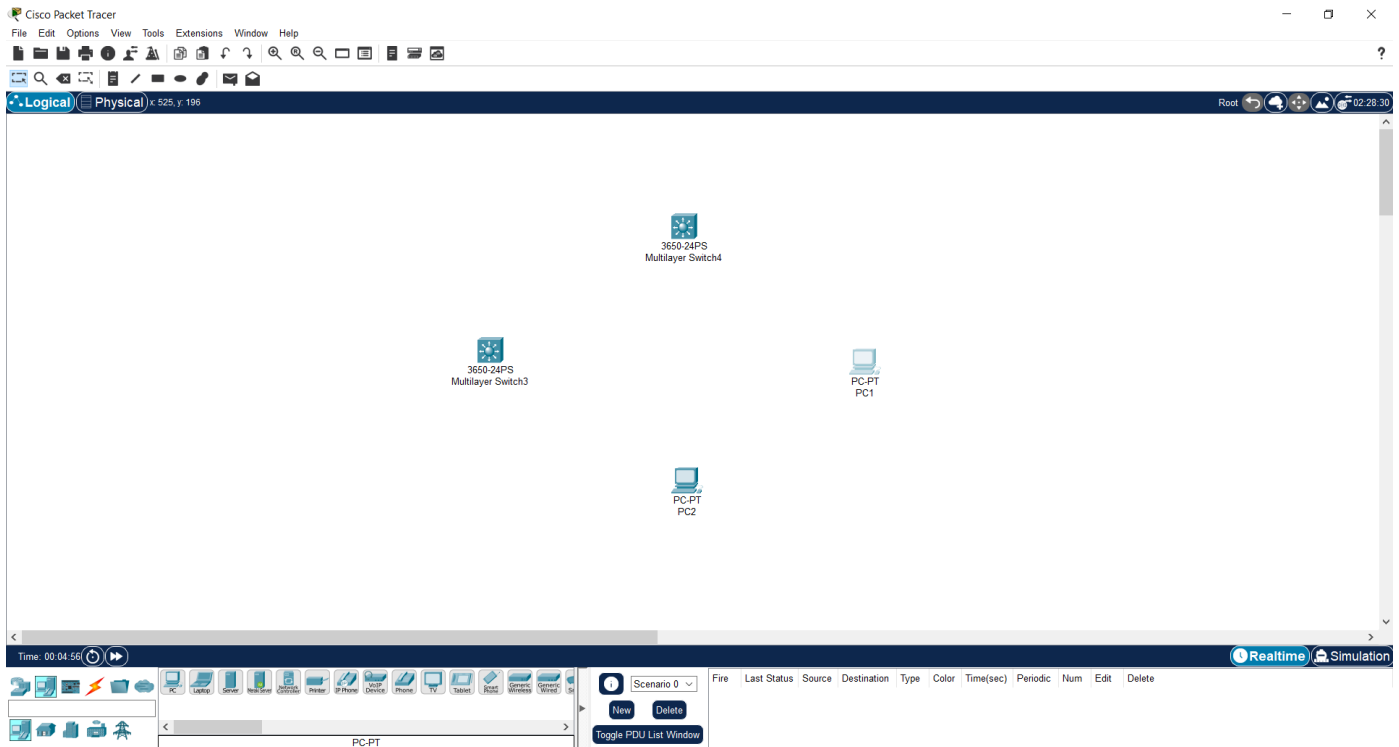 Cisco Packet Tracer
File Edit Options View Tools Extensions Window Help
?
Logical Physical x: 525, y: 196 Root 02:28:30
3650-24PS
Multilayer Switch4
3650-24PS
Multilayer Switch3
PC-PT
PC1
PC-PT
PC2
Time: 00:04:56 Realtime Simulation
PC Laptop Server Meraki Server Network Controller Printer IP Phone VoIP Device Phone TV Tablet Smart Phone Generic Wireless Generic Wired
Scenario 0
New Delete
Toggle PDU List Window
Fire Last Status Source Destination Type Color Time(sec) Periodic Num Edit Delete
PC-PT